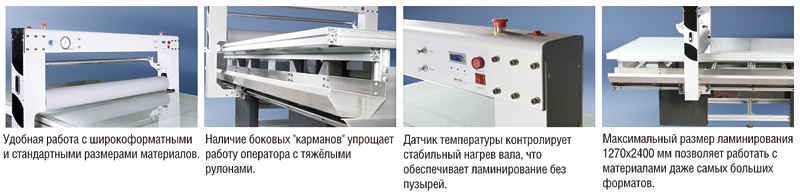 Удобная работа с широкоформатными
и стандартными размерами материалов.
Наличие боковых "карманов" упрощает
работу оператора с тяжёлыми
рулонами.
Датчик температуры контролирует
стабильный нагрев вала, что
обеспечивает ламинирование без
пузырей.
Максимальный размер ламинирования
1270x2400 мм позволяет работать с
материалами даже самых больших
форматов.